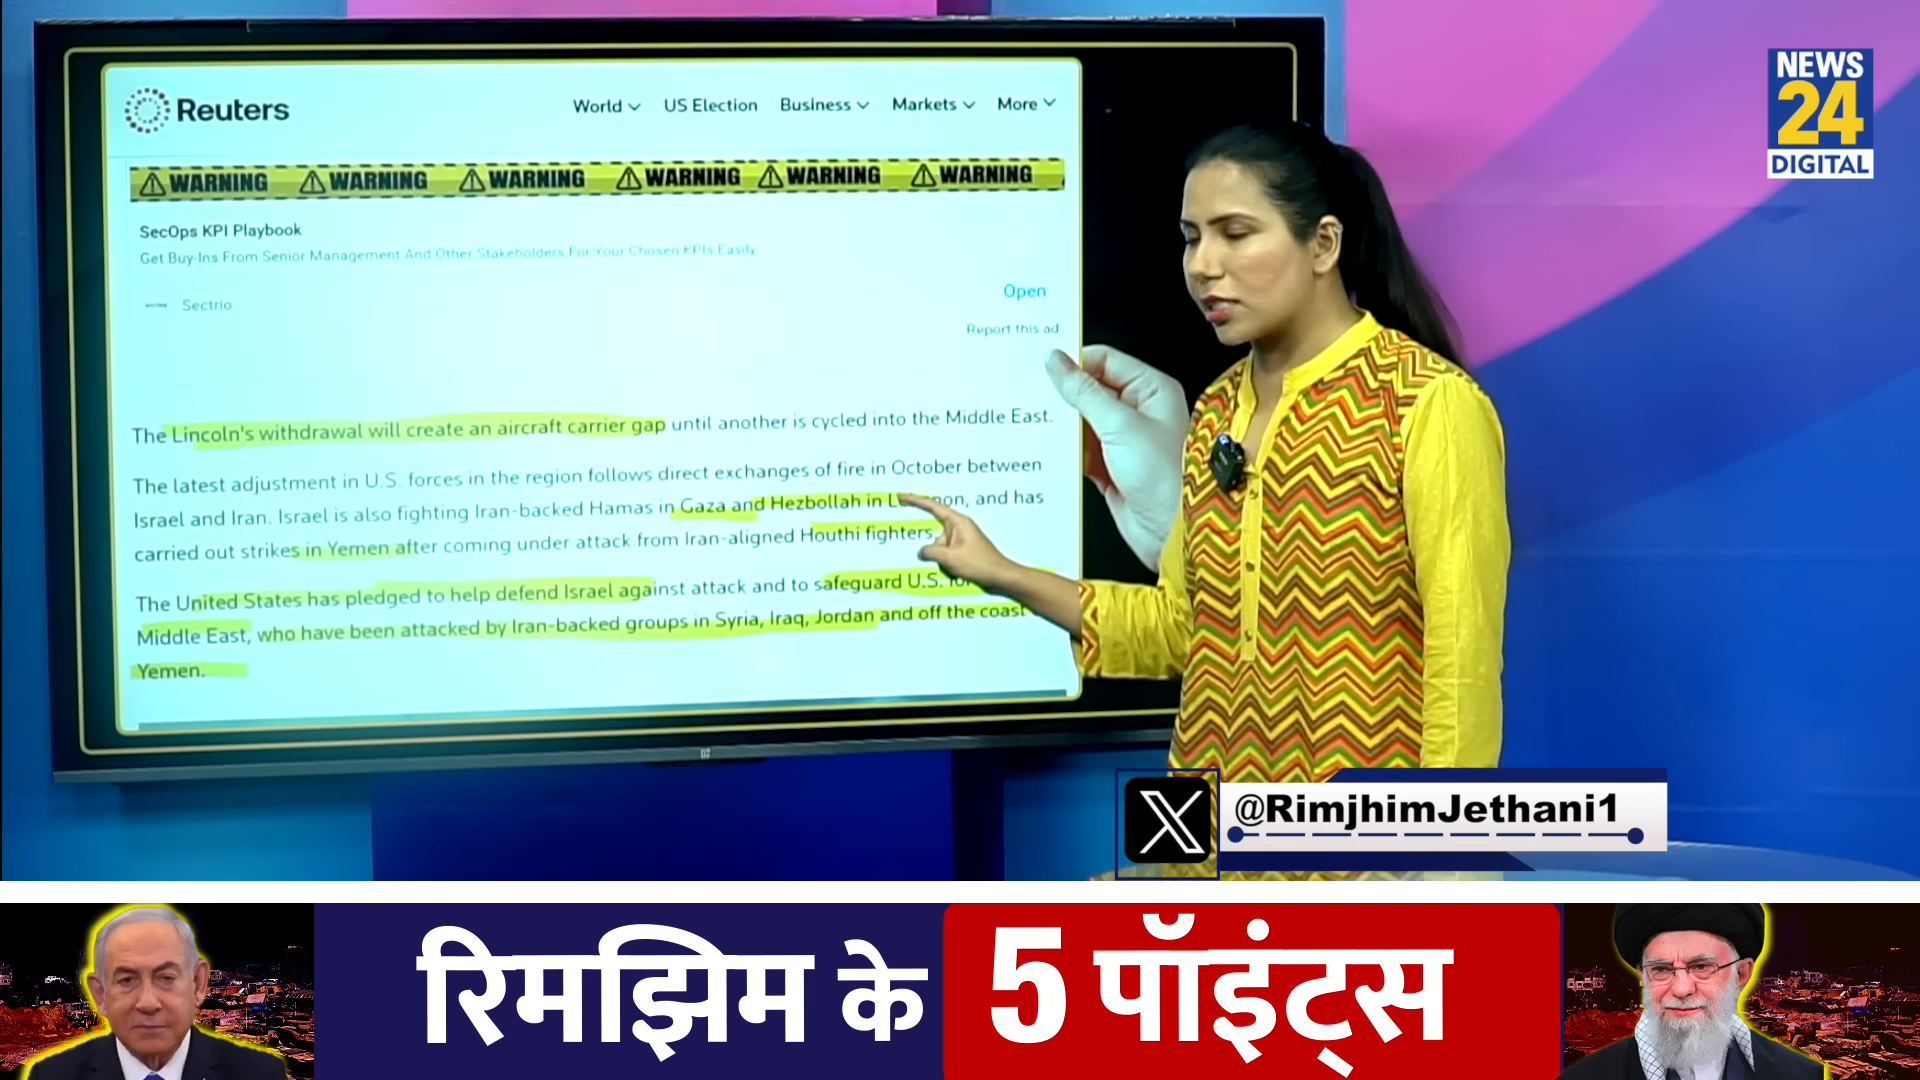 Reuters
World US Election Business Markets More
WARNING WARNING WARNING WARNING WARNING WARNING
SecOps KPI Playbook
Get Buy-Ins From Senior Management And Other Stakeholders For Your Chosen KPIs Easily
Sectrio
Open
Report this ad
The Lincoln's withdrawal will create an aircraft carrier gap until another is cycled into the Middle East.
The latest adjustment in U.S. forces in the region follows direct exchanges of fire in October between
Israel and Iran. Israel is also fighting Iran-backed Hamas in Gaza and Hezbollah in and has
carried out strikes in Yemen after coming under attack from Iran-aligned Houthi fighters.
The United States has pledged to help defend Israel against attack and to safeguard U.S.
Middle East, who have been attacked by Iran-backed groups in Syria, Iraq, Jordan and off the coast
Yemen.
NEWS
24
DIGITAL
X @RimjhimJethani1
रिमझिम के 5 पॉइंट्स